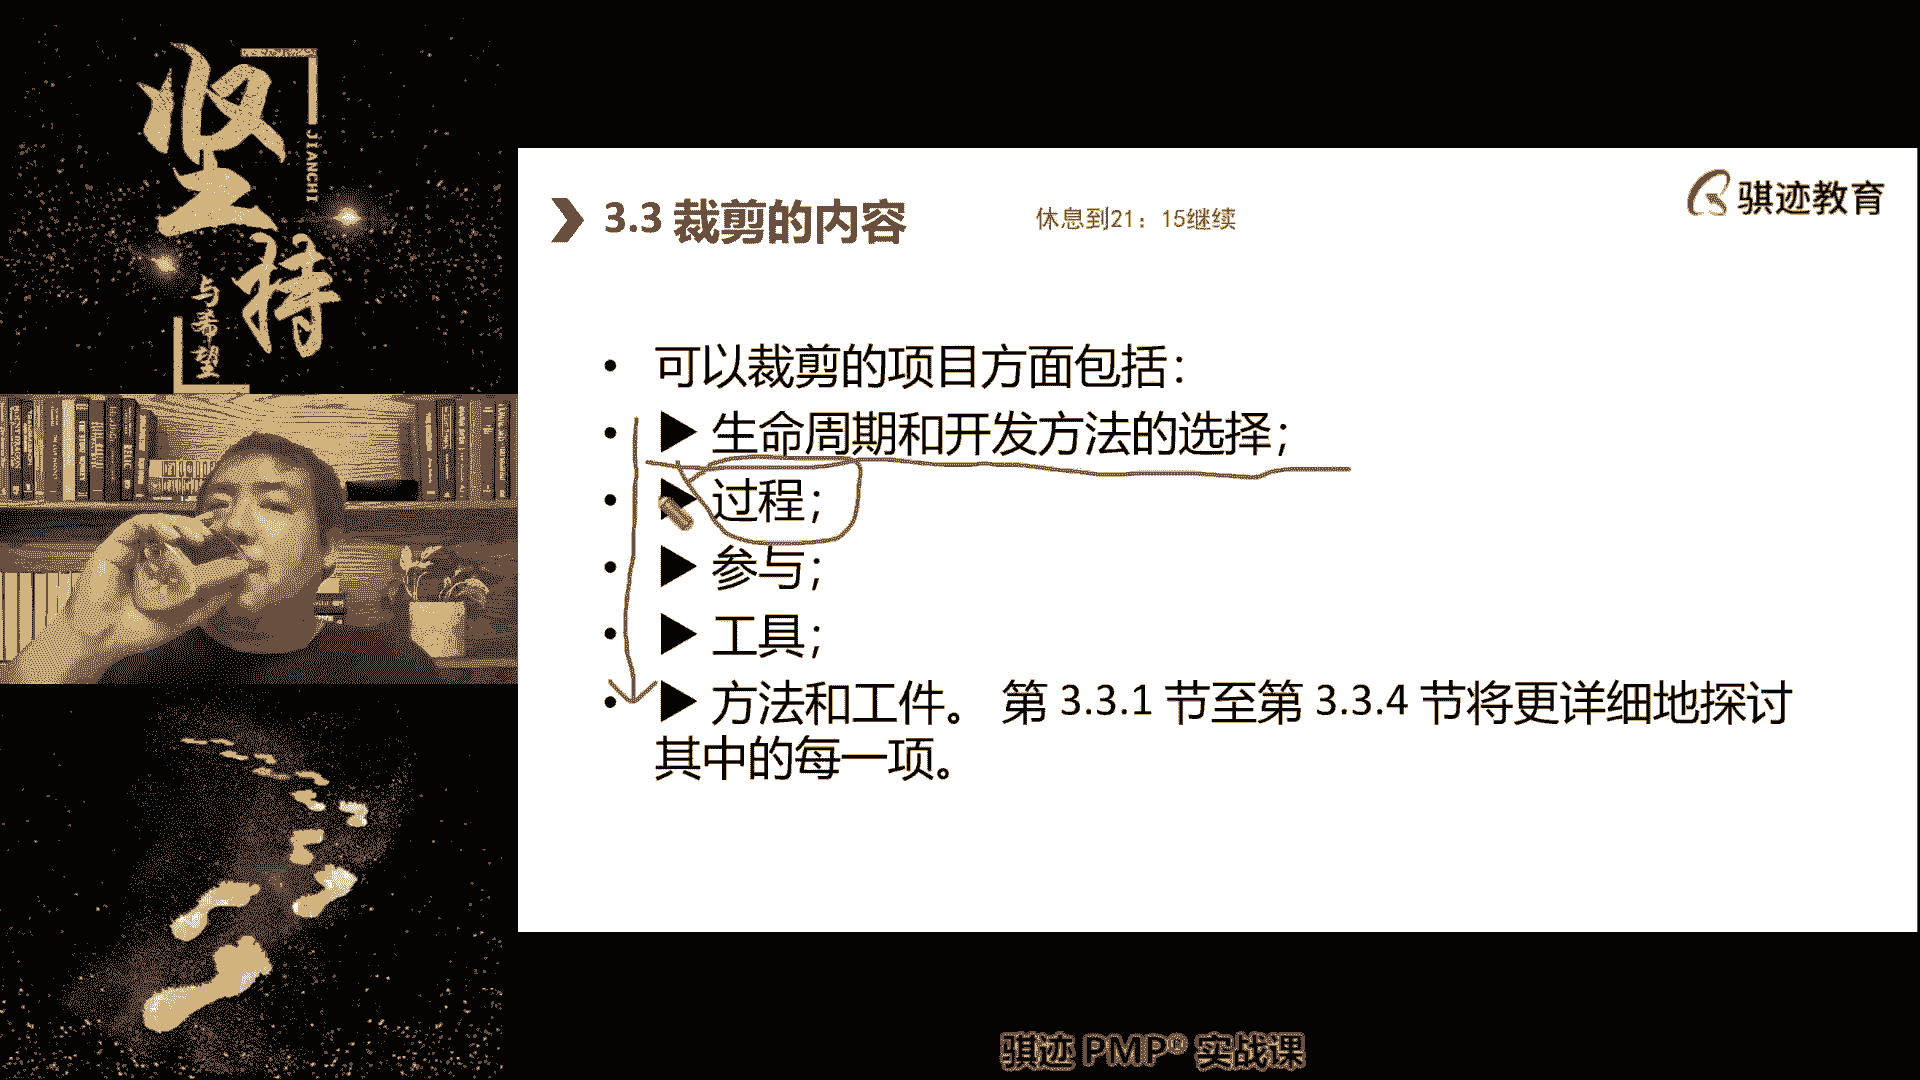 坚持
JIANCHI
与希望
3.3 裁剪的内容
休息到21：15继续
骐迹教育
• 可以裁剪的项目方面包括：
• ▶ 生命周期和开发方法的选择；
• ▶ 过程；
• ▶ 参与；
• ▶ 工具；
• ▶ 方法和工件。 第 3.3.1 节至第 3.3.4 节将更详细地探讨
其中的每一项。
骐迹 PMP® 实战课